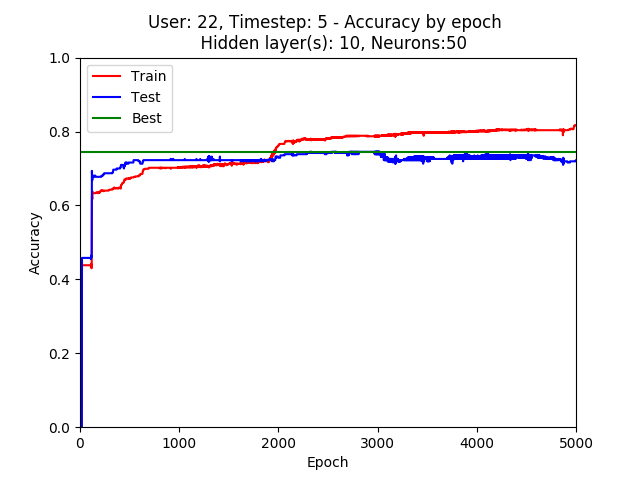 User: 22, Timestep: 5 - Accuracy by epoch
Hidden layer(s): 10, Neurons:50
1.0
Train
Test
Best
0.8
0.6
Accuracy
0.4
0.2
0.0
0 1000 2000 3000 4000 5000
Epoch